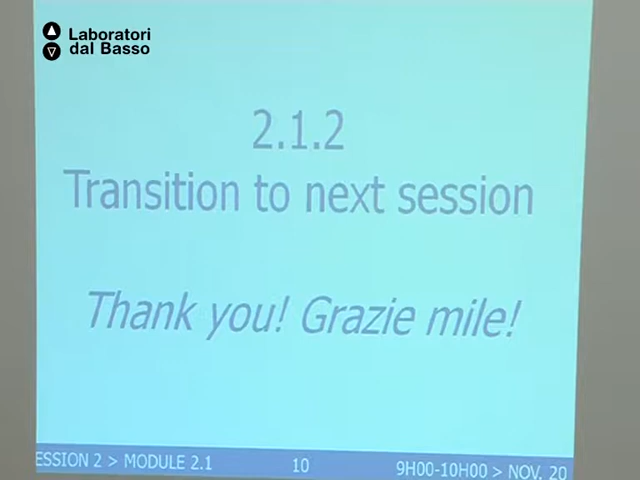 Laboratori
dal Basso
2.1.2
Transition to next session
Thank you! Grazie mile!
ESSION 2 > MODULE 2.1
10
9H00-10H00 > NOV. 20